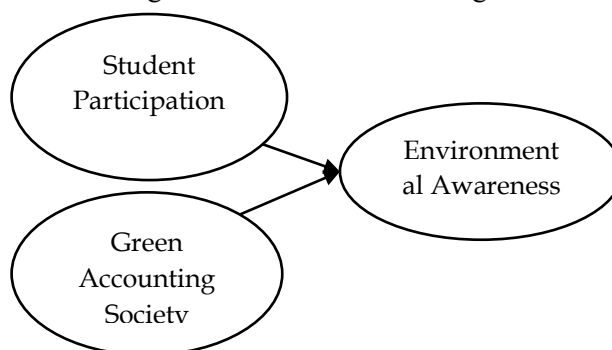 Student
Participation
Environment
al Awareness
Green
Accounting
Society